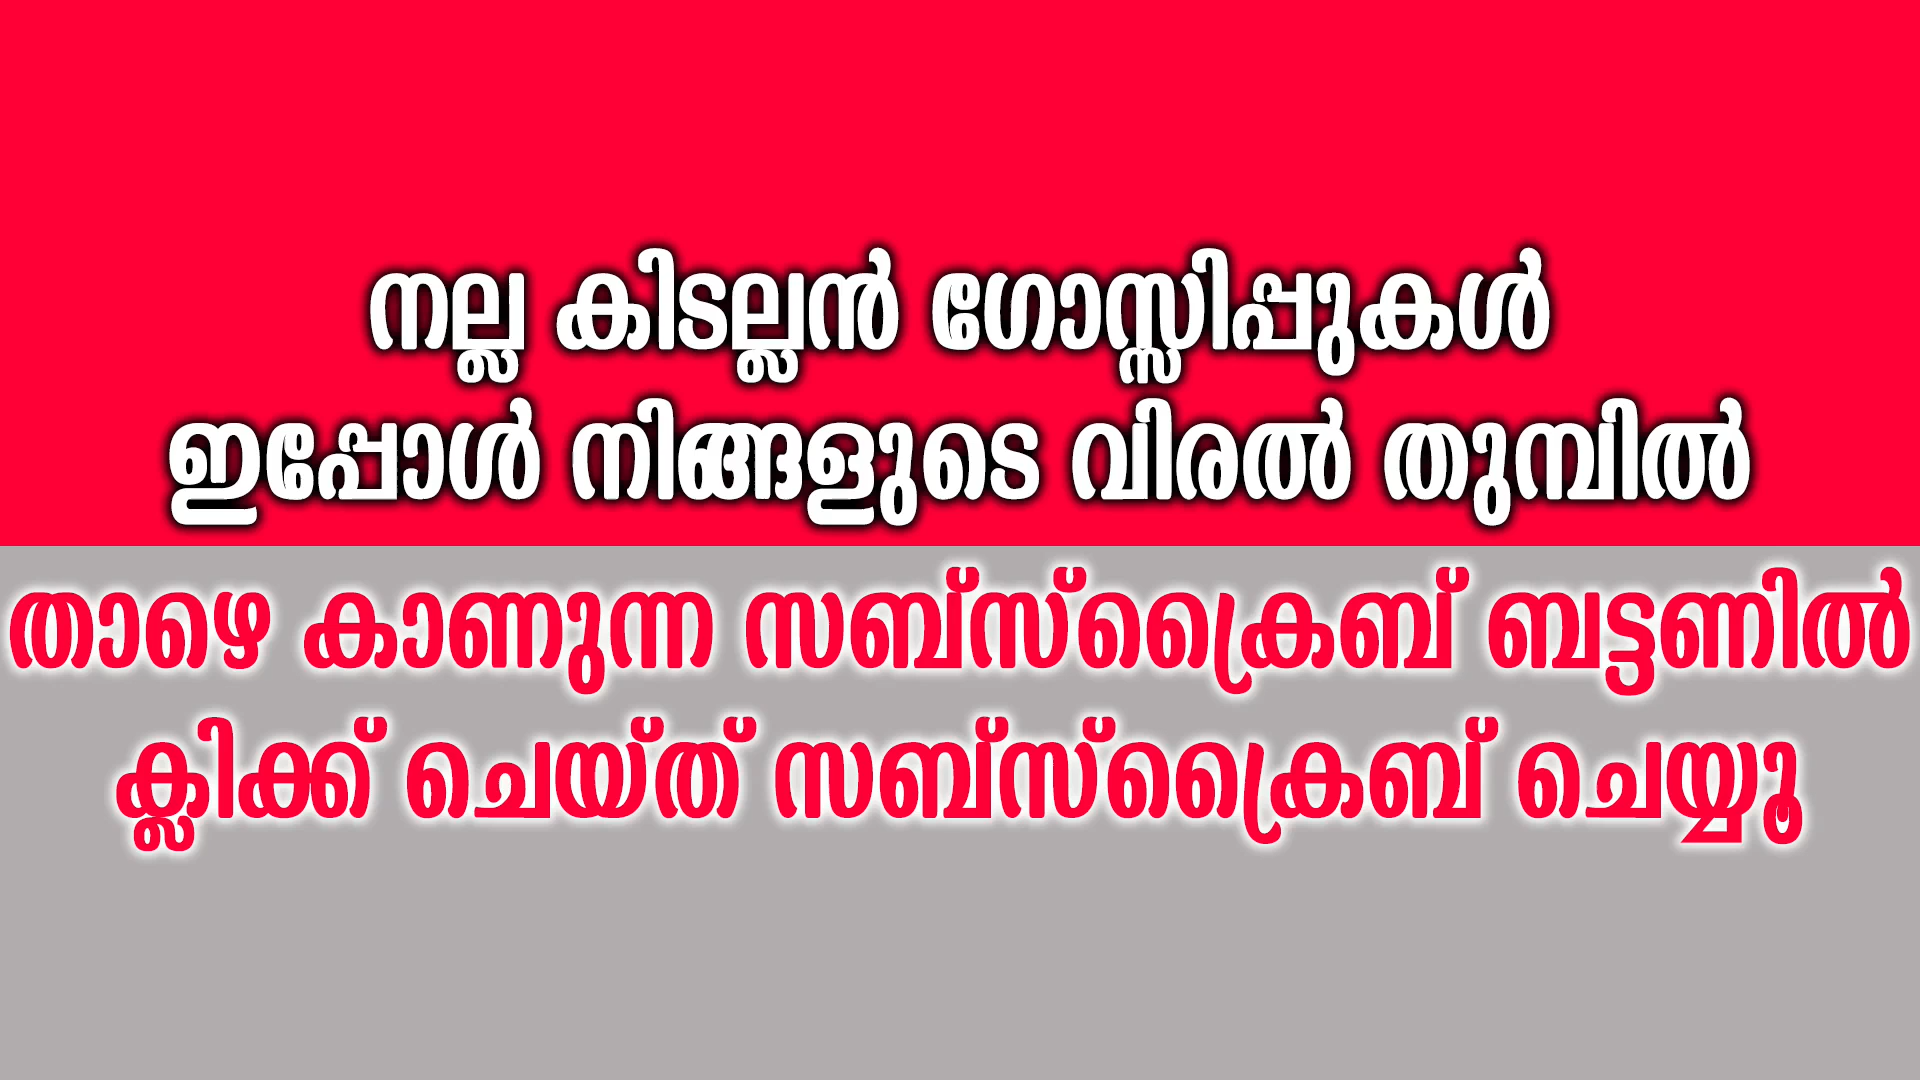 നല്ല കിടല്ലൻ ഗോസ്സിപ്പുകൾ
ഇപ്പോൾ നിങ്ങളുടെ വിരൽ തുമ്പിൽ
താഴെ കാണുന്ന സബ്സ്ക്രൈബ് ബട്ടണിൽ
ക്ലിക്ക് ചെയ്ത് സബ്സ്ക്രൈബ് ചെയ്യൂ